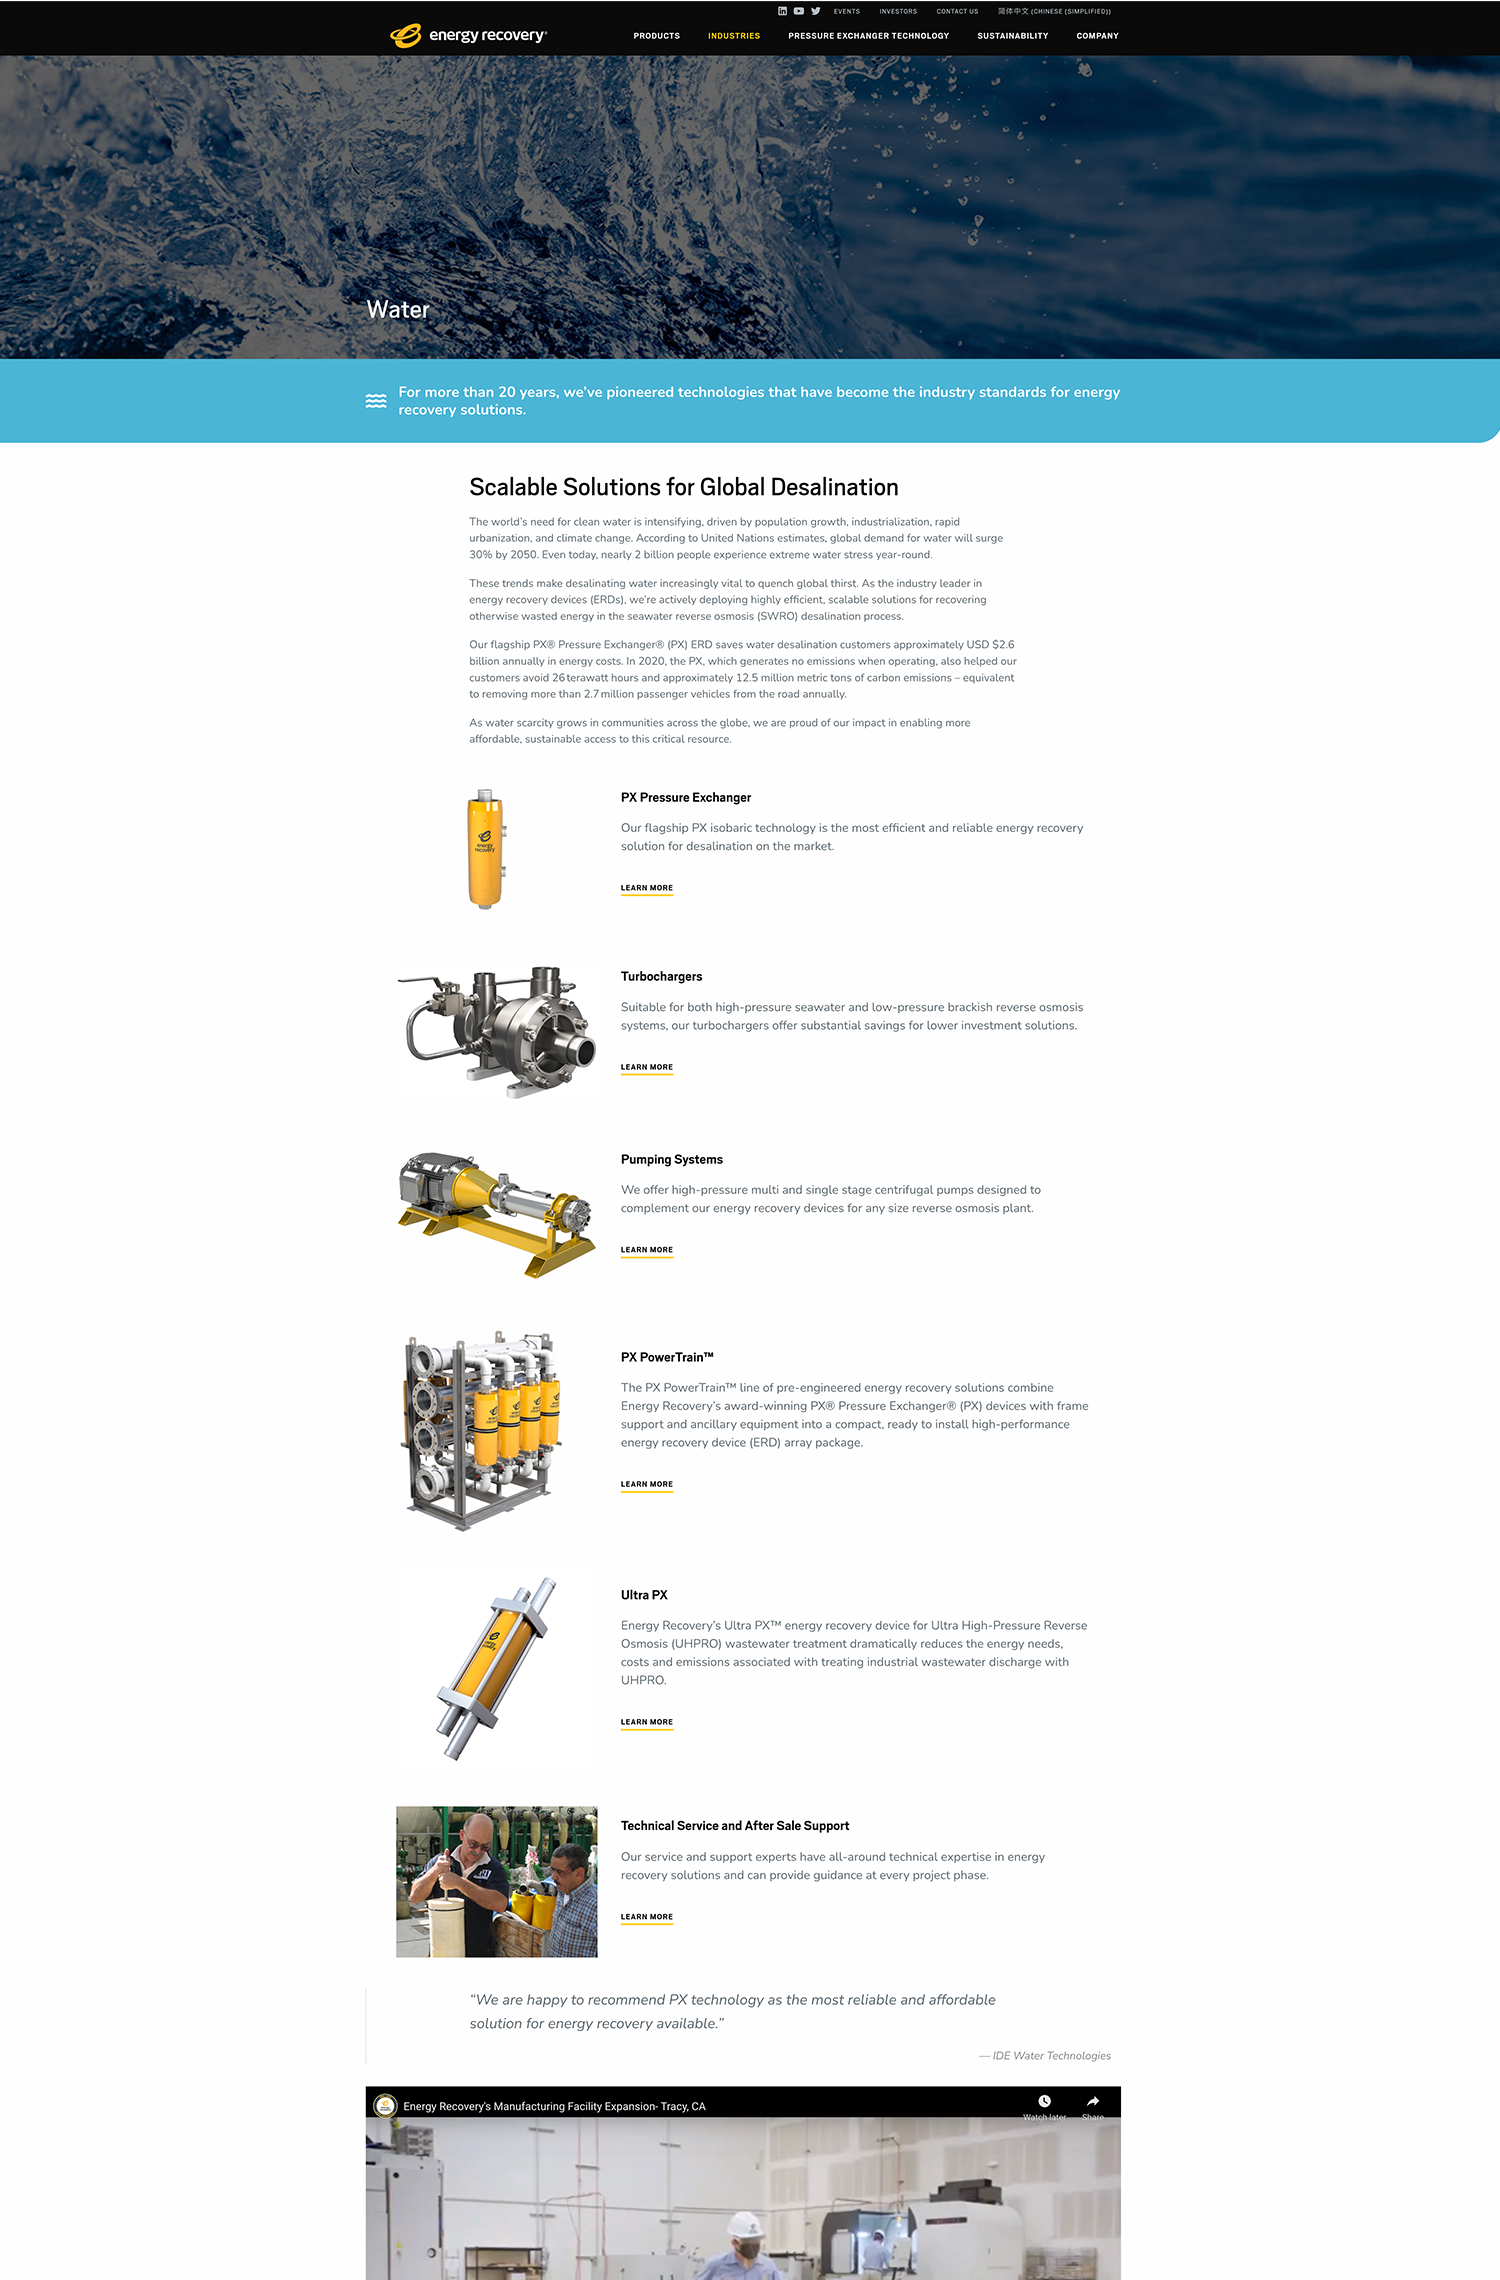 EVENTS INVESTORS CONTACT US 简体中文 (CHINESE (SIMPLIFIED))
energy recovery®
PRODUCTS INDUSTRIES PRESSURE EXCHANGER TECHNOLOGY SUSTAINABILITY COMPANY
Water
For more than 20 years, we've pioneered technologies that have become the industry standards for energy
recovery solutions.
Scalable Solutions for Global Desalination
The world's need for clean water is intensifying, driven by population growth, industrialization, rapid
urbanization, and climate change. According to United Nations estimates, global demand for water will surge
30% by 2050. Even today, nearly 2 billion people experience extreme water stress year-round.
These trends make desalinating water increasingly vital to quench global thirst. As the industry leader in
energy recovery devices (ERDs), we're actively deploying highly efficient, scalable solutions for recovering
otherwise wasted energy in the seawater reverse osmosis (SWRO) desalination process.
Our flagship PX® Pressure Exchanger® (PX) ERD saves water desalination customers approximately USD $2.6
billion annually in energy costs. In 2020, the PX, which generates no emissions when operating, also helped our
customers avoid 26 terawatt hours and approximately 12.5 million metric tons of carbon emissions – equivalent
to removing more than 2.7 million passenger vehicles from the road annually.
As water scarcity grows in communities across the globe, we are proud of our impact in enabling more
affordable, sustainable access to this critical resource.
energy
recovery
PX Pressure Exchanger
Our flagship PX isobaric technology is the most efficient and reliable energy recovery
solution for desalination on the market.
LEARN MORE
Turbochargers
Suitable for both high-pressure seawater and low-pressure brackish reverse osmosis
systems, our turbochargers offer substantial savings for lower investment solutions.
LEARN MORE
Pumping Systems
We offer high-pressure multi and single stage centrifugal pumps designed to
complement our energy recovery devices for any size reverse osmosis plant.
LEARN MORE
PX PowerTrain™
The PX PowerTrain™ line of pre-engineered energy recovery solutions combine
Energy Recovery's award-winning PX® Pressure Exchanger® (PX) devices with frame
support and ancillary equipment into a compact, ready to install high-performance
energy recovery device (ERD) array package.
LEARN MORE
Ultra PX
Energy Recovery's Ultra PX™ energy recovery device for Ultra High-Pressure Reverse
Osmosis (UHPRO) wastewater treatment dramatically reduces the energy needs,
costs and emissions associated with treating industrial wastewater discharge with
UHPRO.
LEARN MORE
Technical Service and After Sale Support
Our service and support experts have all-around technical expertise in energy
recovery solutions and can provide guidance at every project phase.
LEARN MORE
“We are happy to recommend PX technology as the most reliable and affordable
solution for energy recovery available.”
— IDE Water Technologies
Energy Recovery's Manufacturing Facility Expansion- Tracy, CA
Watch later Share